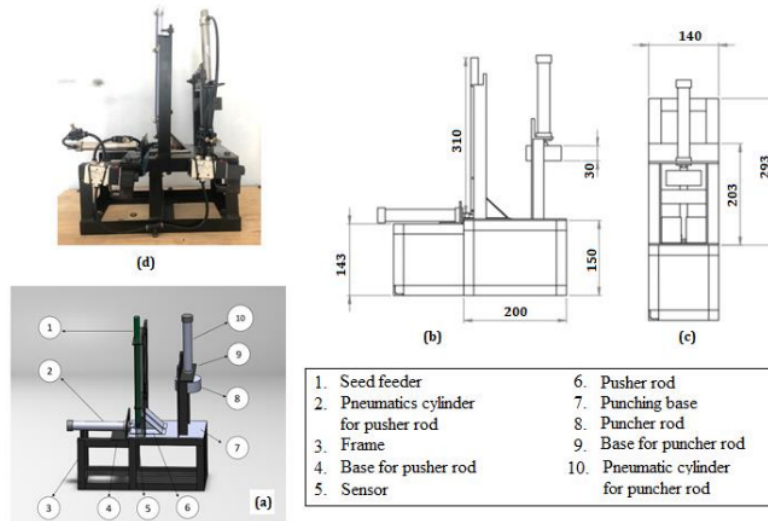 (d)
1
2
3
4
5
6
7
8
9
10
(a)
310
30
143
150
200
(b)
140
203
293
(c)
1. Seed feeder
2. Pneumatics cylinder
for pusher rod
3. Frame
4. Base for pusher rod
5. Sensor
6. Pusher rod
7. Punching base
8. Puncher rod
9. Base for puncher rod
10. Pneumatic cylinder
for puncher rod